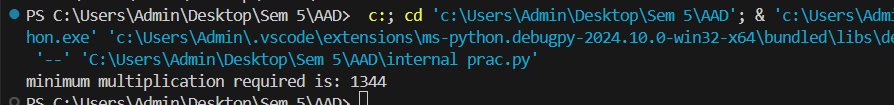 PS C:\Users\Admin\Desktop\Sem 5\AAD>  c:; cd 'c:\Users\Admin\Desktop\Sem 5\AAD'; & 'c:\
hon.exe' 'c:\Users\Admin\.vscode\extensions\ms-python.debugpy-2024.10.0-win32-x64\bundled\libs\de
'--' 'C:\Users\Admin\Desktop\Sem 5\AAD\internal prac.py'
minimum multiplication required is: 1344
PS C:\Users\Admin\Desktop\Sem 5\AAD>